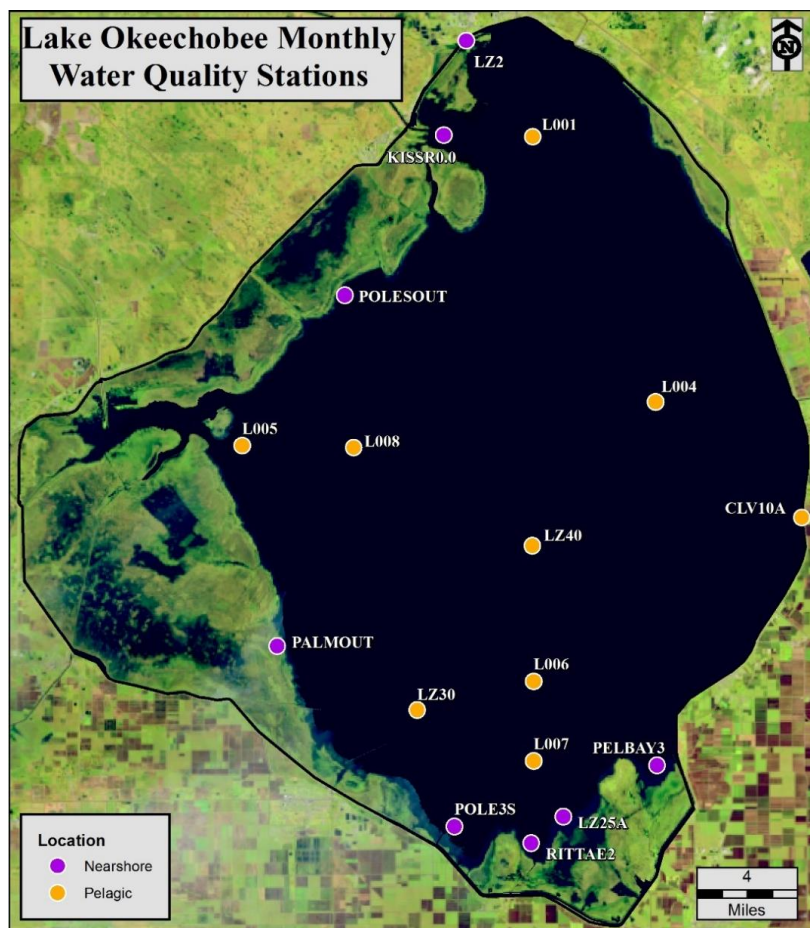 Lake Okeechobee Monthly
Water Quality Stations
N
LZ2
L001
KISSR0.0
POLESOUT
L004
L005
L008
CLV10A
LZ40
PALMOUT
L006
LZ30
L007
PELBAY3
POLE3S
LZ25A
RITTAE2
Location
Nearshore
Pelagic
4
Miles